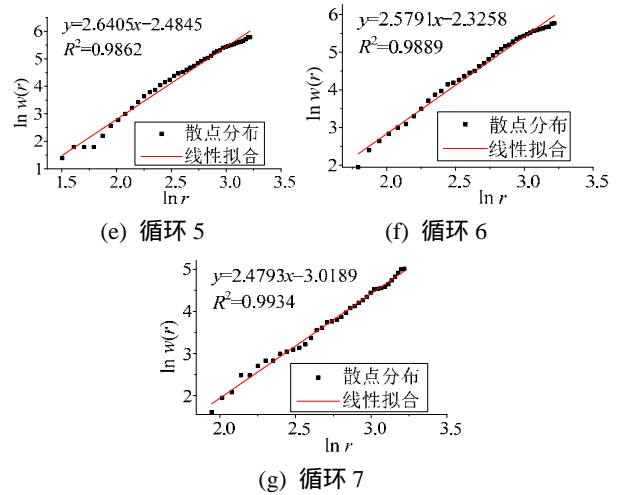 y=2.6405x−2.4845
R²=0.9862
ln w(r)
6
5
4
3
2
1
散点分布
线性拟合
1.5 2.0 2.5 3.0 3.5
ln r
(e) 循环 5
y=2.5791x−2.3258
R²=0.9889
ln w(r)
6
5
4
3
2
散点分布
线性拟合
2.0 2.5 3.0 3.5
ln r
(f) 循环 6
y=2.4793x−3.0189
R²=0.9934
ln w(r)
5
4
3
2
散点分布
线性拟合
2.0 2.5 3.0 3.5
ln r
(g) 循环 7